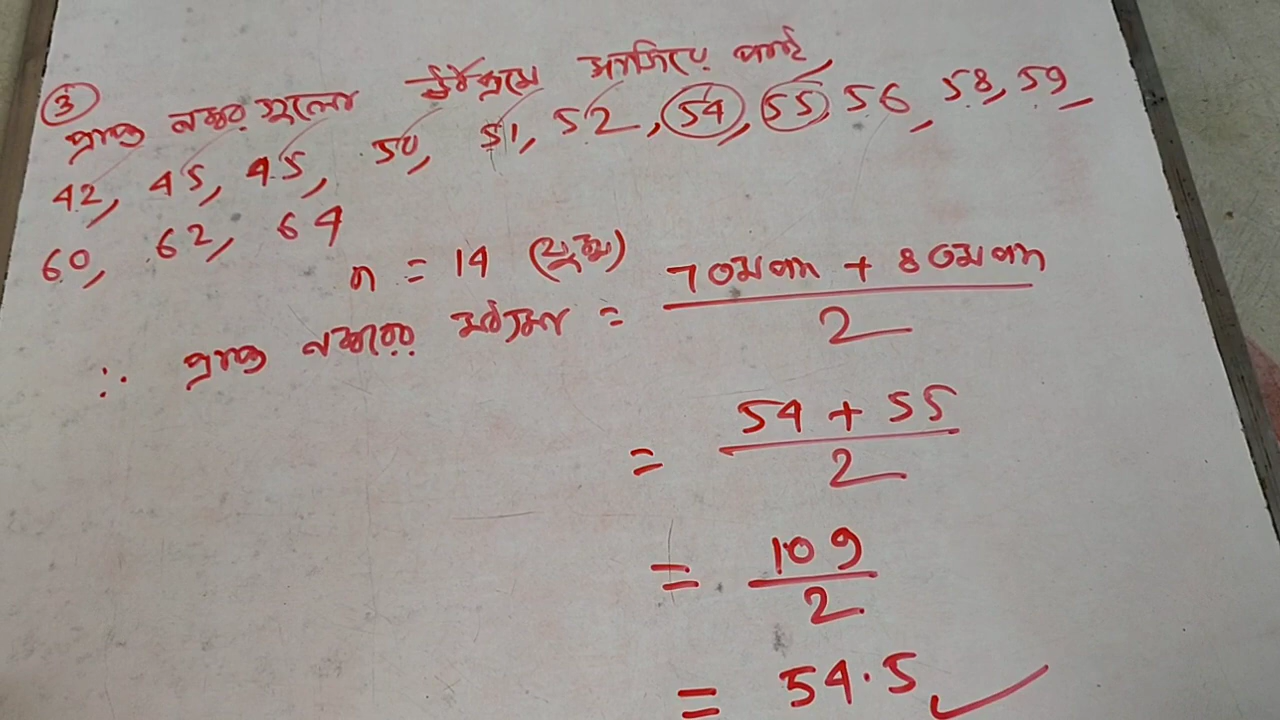 ③
প্রাপ্ত নম্বর গুলো ঊর্ধক্রমে সাজিয়ে পাই,
42, 45, 45, 50, 51, 52, 54, 55, 56, 58, 59,
60, 62, 64
n = 14 (যুগ্ম)
∴ প্রাপ্ত নম্বরের মধ্যমা = 7তম পদ + 8তম পদ / 2
= 54 + 55 / 2
= 109 / 2
= 54.5 ✓